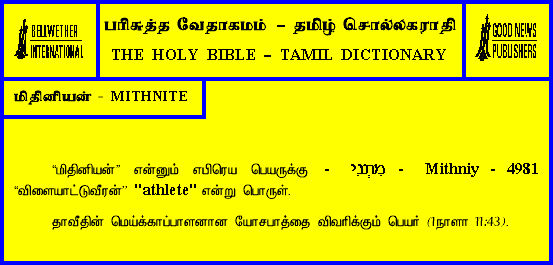 BELLWETHER
INTERNATIONAL
பரிசுத்த வேதாகமம் – தமிழ் சொல்லகராதி
THE HOLY BIBLE – TAMIL DICTIONARY
GOOD NEWS
PUBLISHERS
மிதினியன் - MITHNITE
“மிதினியன்” என்னும் எபிரெய பெயருக்கு - מִתְנִי - Mithniy - 4981
“விளையாட்டுவீரன்” "athlete" என்று பொருள்.
தாவீதின் மெய்க்காப்பாளனான யோசபாத்தை விவரிக்கும் பெயர் (1நாளா 11:43).